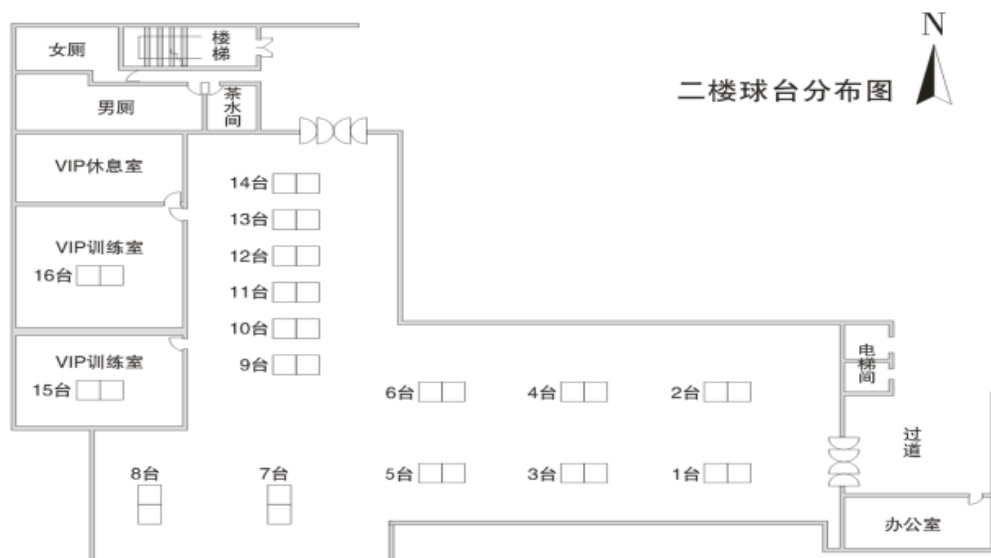 N
二楼球台分布图
女厕
楼梯
男厕
茶水间
VIP休息室
14台
13台
VIP训练室
12台
16台
11台
10台
VIP训练室
9台
电梯间
15台
6台
4台
2台
过道
8台
7台
5台
3台
1台
办公室